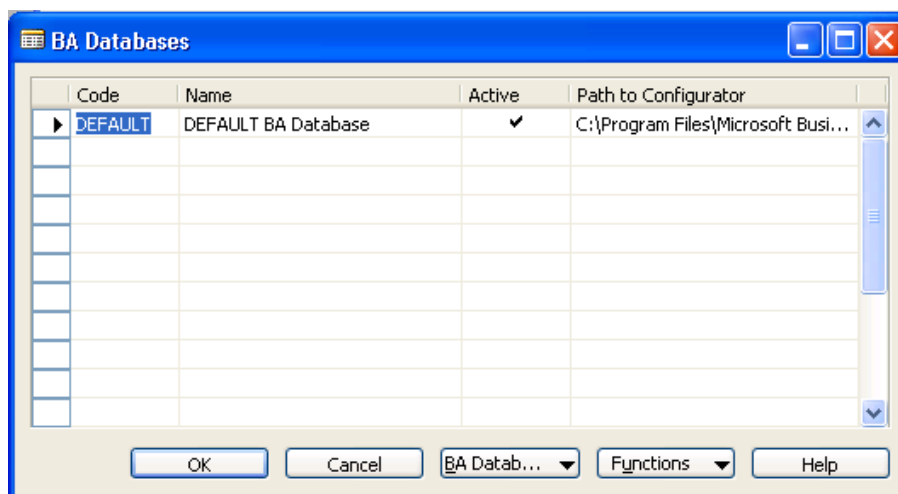 BA Databases
Code Name Active Path to Configurator
DEFAULT DEFAULT BA Database C:\Program Files\Microsoft Busi...
OK Cancel BA Datab... Functions Help